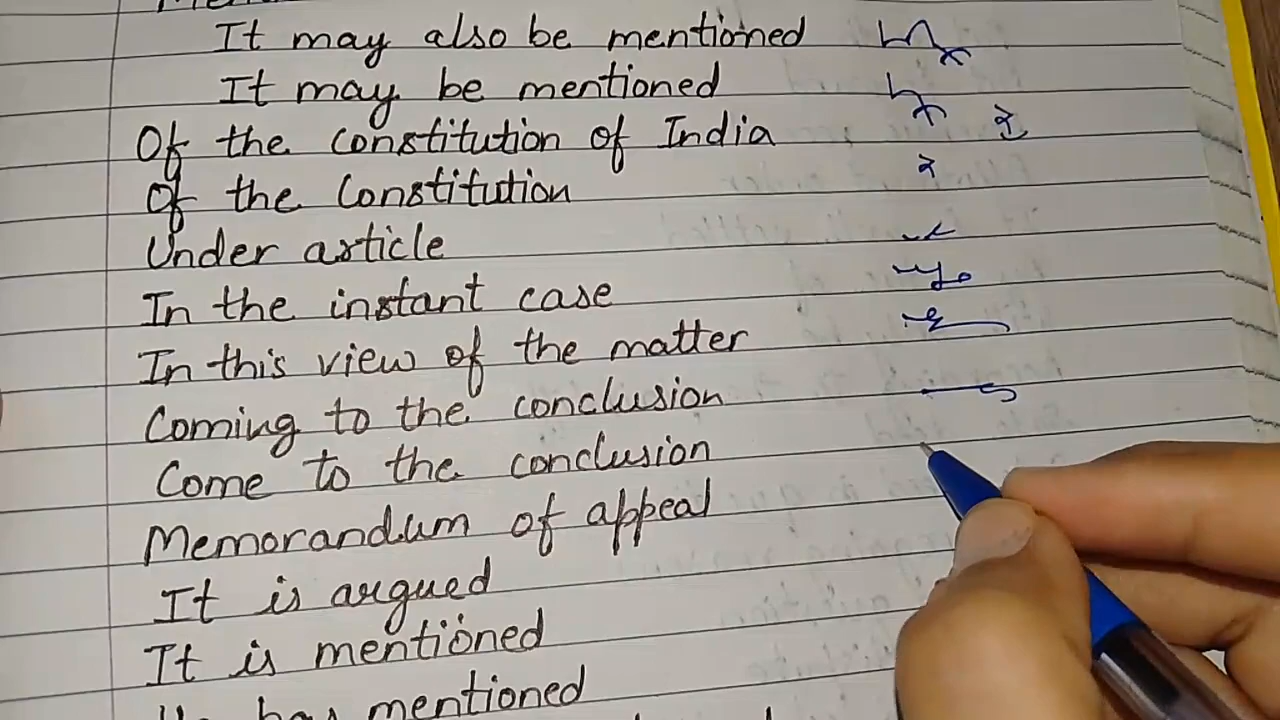 It may also be mentioned
It may be mentioned
Of the constitution of India
Of the Constitution
Under article
In the instant case
In this view of the matter
Coming to the conclusion
Come to the conclusion
Memorandum of appeal
It is argued
It is mentioned
has mentioned